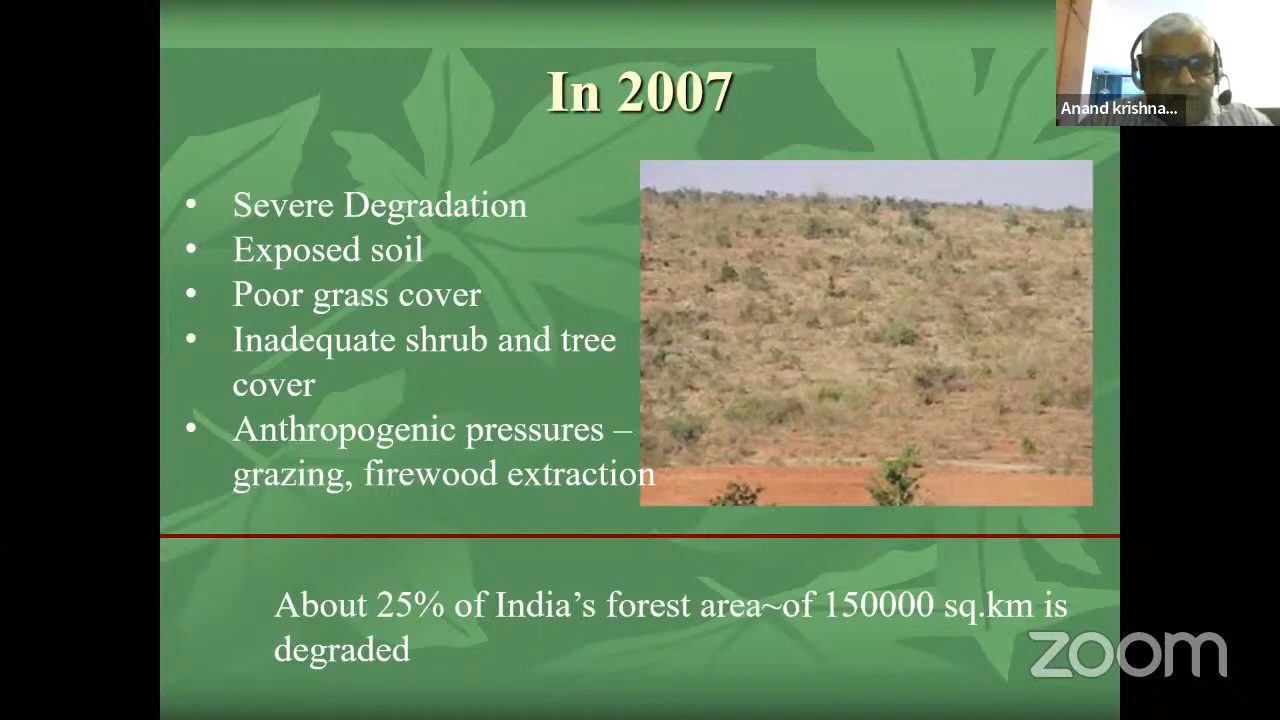 In 2007
Anand krishna...
• Severe Degradation
• Exposed soil
• Poor grass cover
• Inadequate shrub and tree
cover
• Anthropogenic pressures –
grazing, firewood extraction
About 25% of India’s forest area~of 150000 sq.km is
degraded
zoom